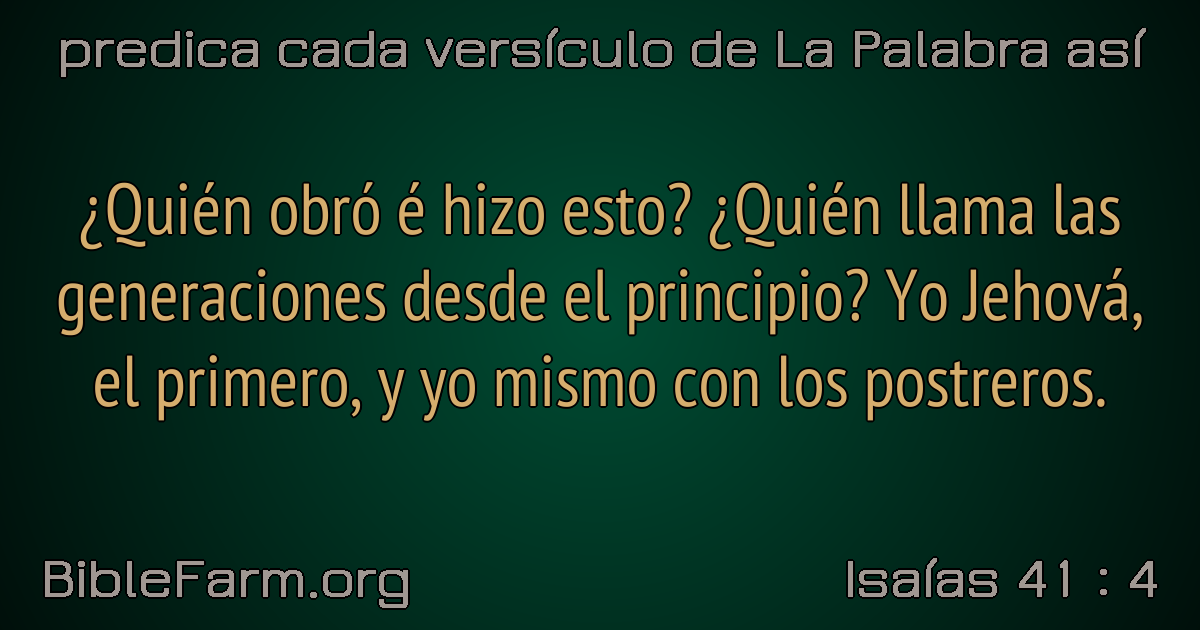 predica cada versículo de La Palabra así
¿Quién obró é hizo esto? ¿Quién llama las
generaciones desde el principio? Yo Jehová,
el primero, y yo mismo con los postreros.
BibleFarm.org
Isaías 41 : 4